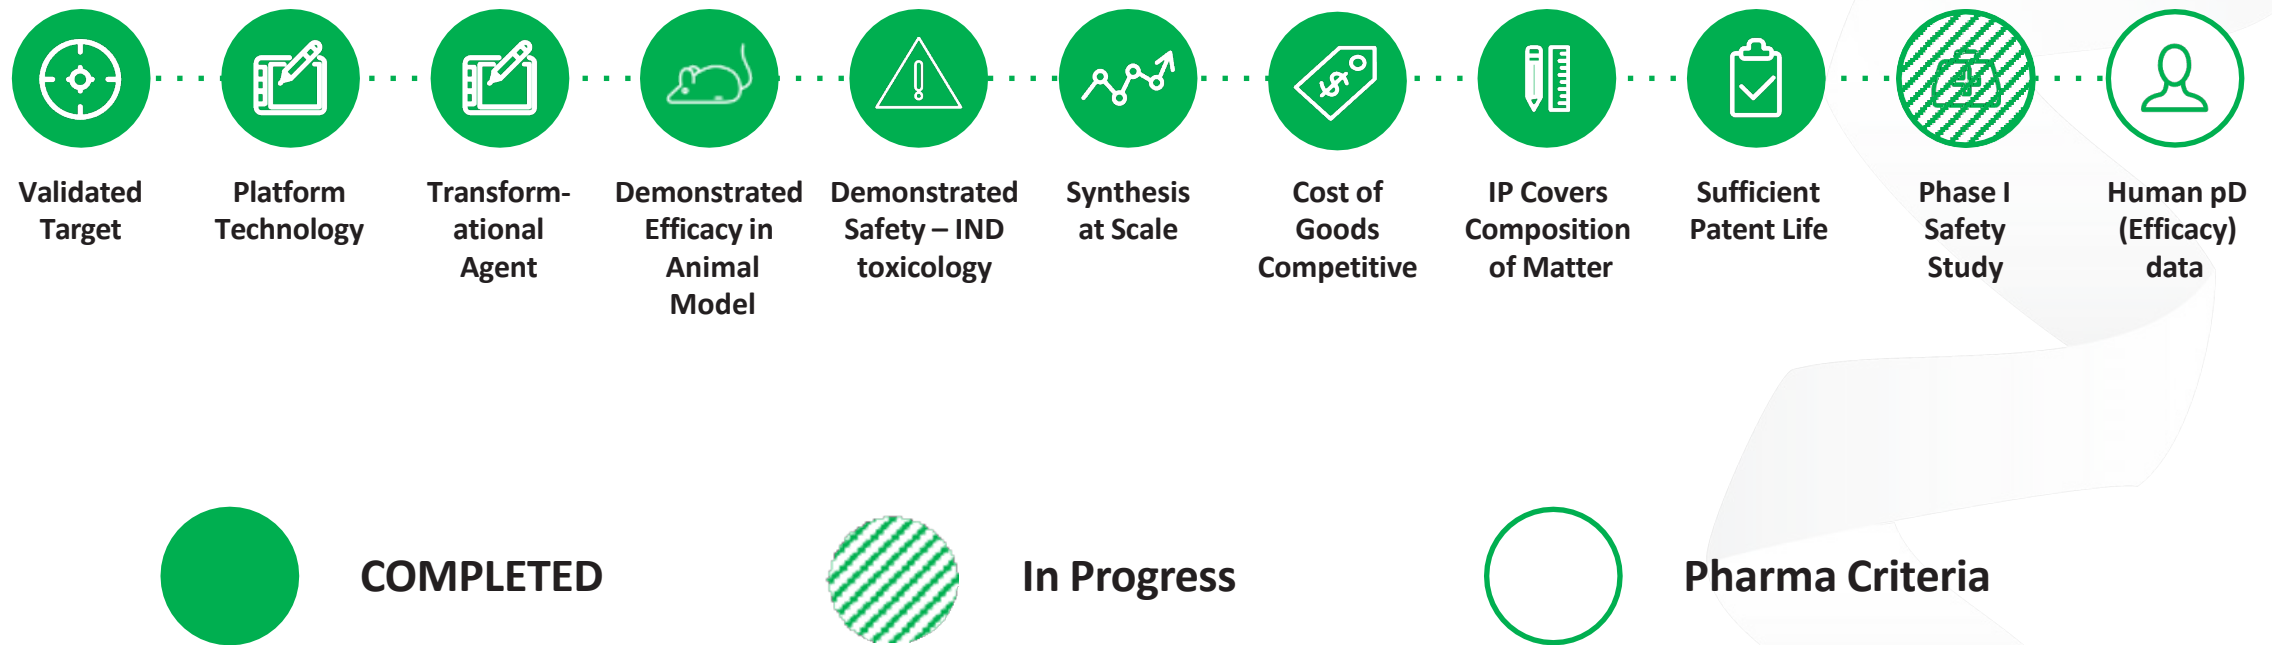 Validated
Target
Platform
Technology
Transform-
ational
Agent
Demonstrated
Efficacy in
Animal
Model
Demonstrated
Safety – IND
toxicology
Synthesis
at Scale
Cost of
Goods
Competitive
IP Covers
Composition
of Matter
Sufficient
Patent Life
Phase I
Safety
Study
Human pD
(Efficacy)
data
COMPLETED
In Progress
Pharma Criteria